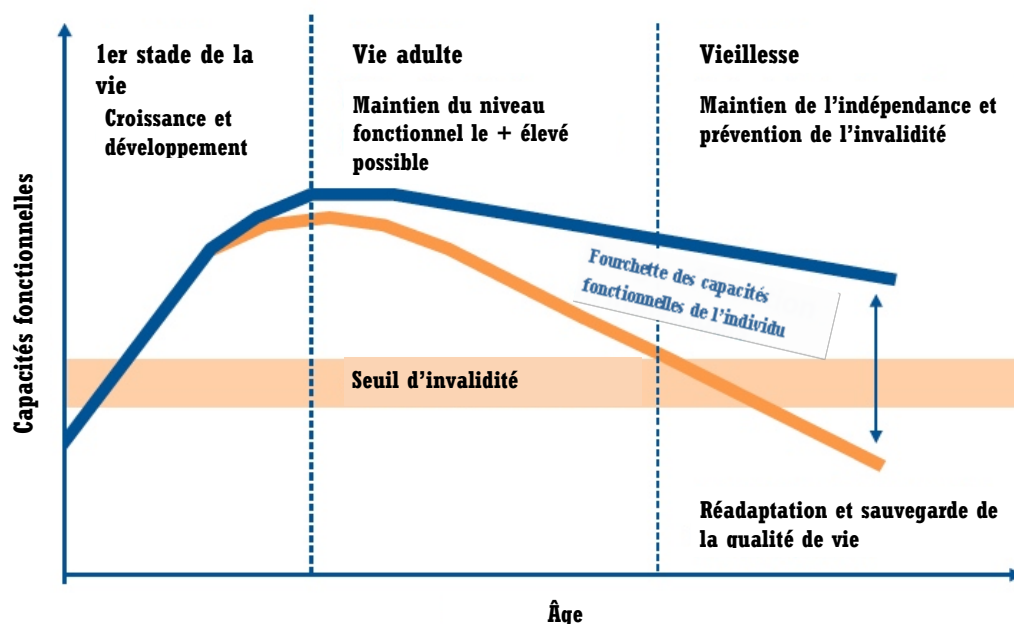 1er stade de la
vie
Croissance et
développement
Vie adulte
Maintien du niveau
fonctionnel le + élevé
possible
Vieillesse
Maintien de l'indépendance et
prévention de l'invalidité
Capacités fonctionnelles
Fourchette des capacités
fonctionnelles de l'individu
Seuil d'invalidité
Réadaptation et sauvegarde de
la qualité de vie
Âge